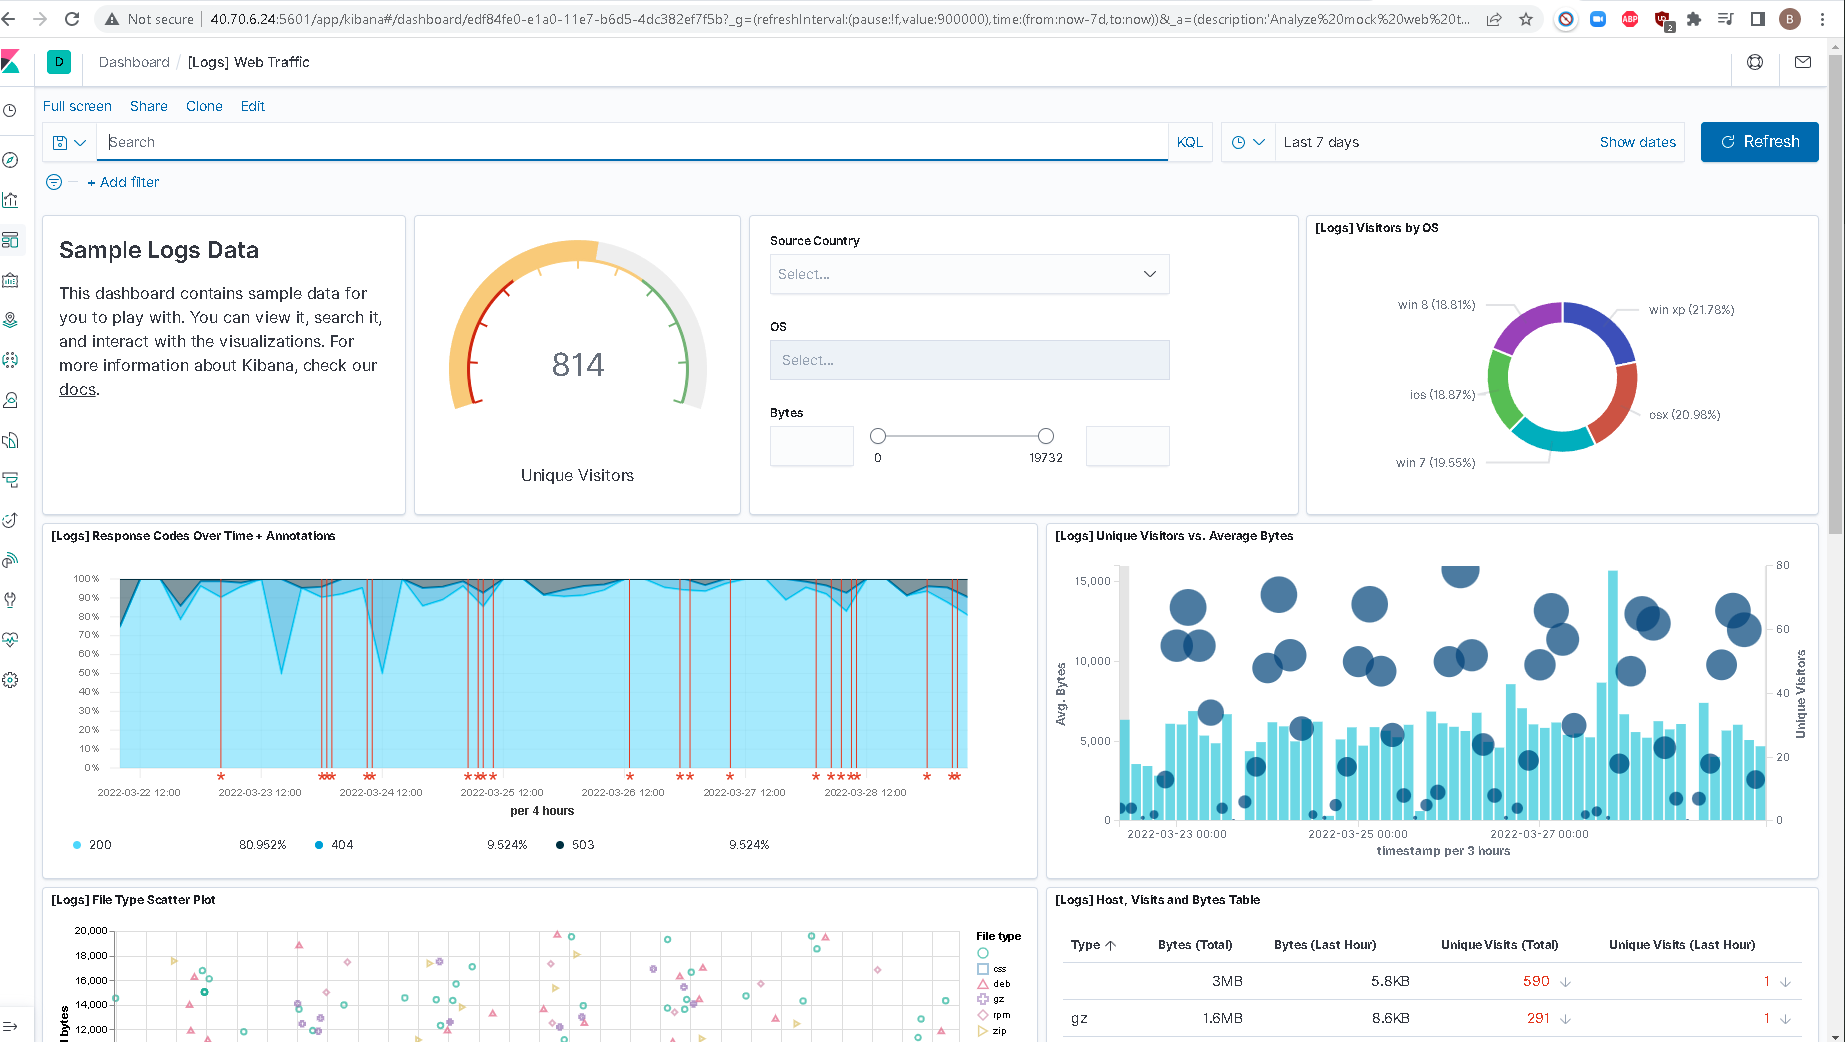 Not secure | 40.70.6.24:5601/app/kibana#/dashboard/edf84fe0-e1a0-11e7-b6d5-4dc382ef7f5b?_g=(refreshInterval:(pause:!f,value:900000),time:(from:now-7d,to:now))&_a=(description:'Analyze%20mock%20web%20t...
ABP
2
B
D
Dashboard / [Logs] Web Traffic
Full screen Share Clone Edit
Search
KQL
Last 7 days
Show dates
Refresh
+ Add filter
Sample Logs Data
This dashboard contains sample data for
you to play with. You can view it, search it,
and interact with the visualizations. For
more information about Kibana, check our
docs.
814
Unique Visitors
Source Country
Select...
OS
Select...
Bytes
0
19732
[Logs] Visitors by OS
win 8 (18.81%)
win xp (21.78%)
ios (18.87%)
osx (20.98%)
win 7 (19.55%)
[Logs] Response Codes Over Time + Annotations
100%
90%
80%
70%
60%
50%
40%
30%
20%
10%
0%
2022-03-22 12:00
2022-03-23 12:00
2022-03-24 12:00
2022-03-25 12:00
2022-03-26 12:00
2022-03-27 12:00
2022-03-28 12:00
per 4 hours
200 80.952%
404 9.524%
503 9.524%
[Logs] Unique Visitors vs. Average Bytes
15,000
10,000
5,000
0
Avg. Bytes
80
60
40
20
0
Unique Visitors
2022-03-23 00:00
2022-03-25 00:00
2022-03-27 00:00
timestamp per 3 hours
[Logs] File Type Scatter Plot
20,000
18,000
16,000
14,000
12,000
bytes
File type
css
deb
gz
rpm
zip
[Logs] Host, Visits and Bytes Table
Type Bytes (Total) Bytes (Last Hour) Unique Visits (Total) Unique Visits (Last Hour)
3MB 5.8KB 590 1
gz 1.6MB 8.6KB 291 1